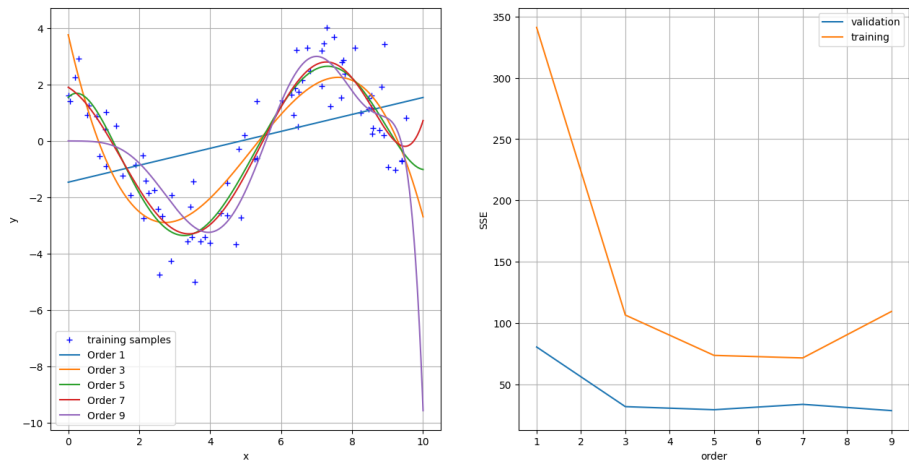 4
2
0
−2
−4
−6
−8
−10
y
training samples
Order 1
Order 3
Order 5
Order 7
Order 9
0 2 4 6 8 10
x
350
300
250
200
150
100
50
SSE
validation
training
1 2 3 4 5 6 7 8 9
order